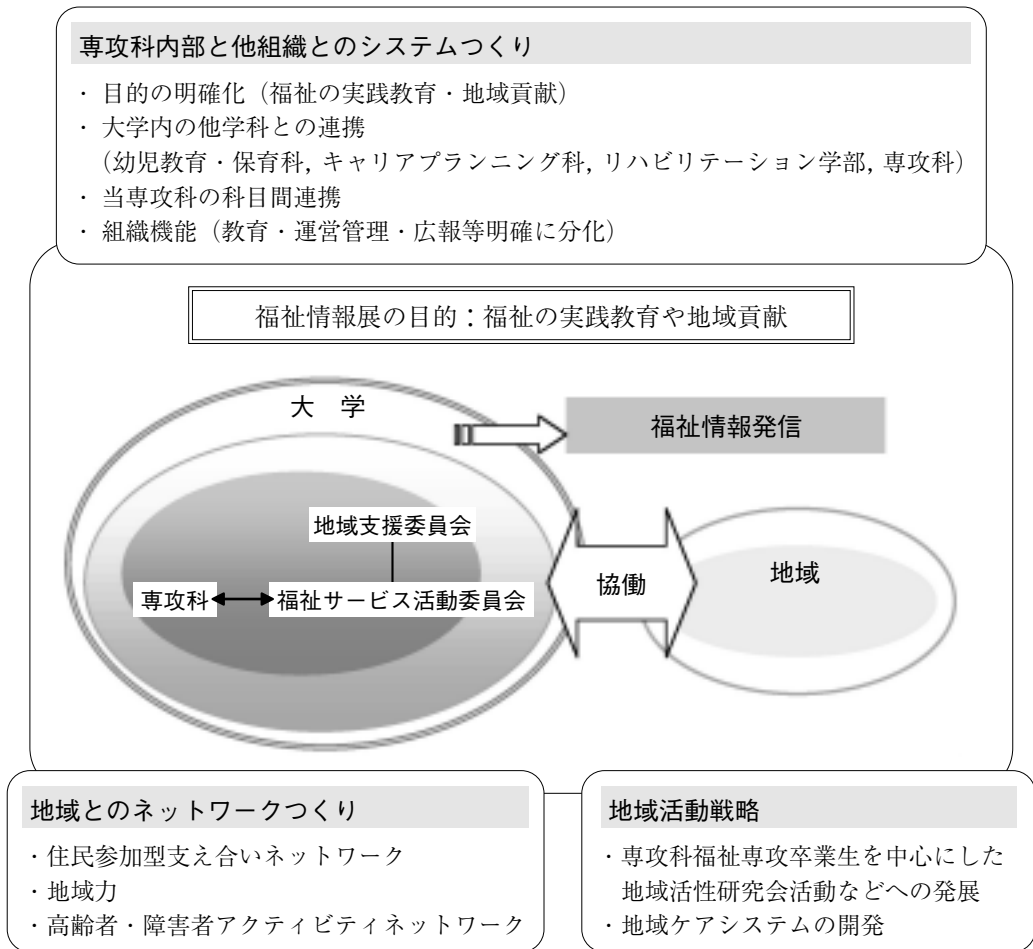 専攻科内部と他組織とのシステムつくり
・ 目的の明確化（福祉の実践教育・地域貢献）
・ 大学内の他学科との連携
（幼児教育・保育科, キャリアプランニング科, リハビリテーション学部, 専攻科）
・ 当専攻科の科目間連携
・ 組織機能（教育・運営管理・広報等明確に分化）
福祉情報展の目的：福祉の実践教育や地域貢献
大　学
福祉情報発信
地域支援委員会
専攻科
福祉サービス活動委員会
協働
地域
地域とのネットワークつくり
・住民参加型支え合いネットワーク
・地域力
・高齢者・障害者アクティビティネットワーク
地域活動戦略
・専攻科福祉専攻卒業生を中心にした
地域活性研究会活動などへの発展
・地域ケアシステムの開発